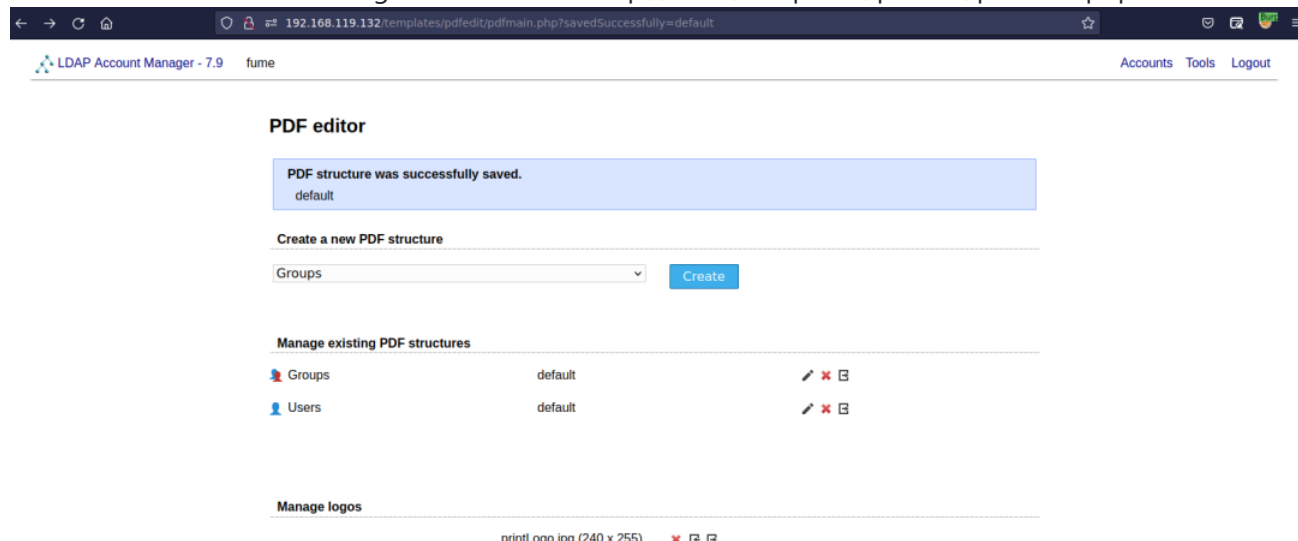 192.168.119.132/templates/pdfedit/pdfmain.php?savedSuccessfully=default
Burp
LDAP Account Manager - 7.9 fume Accounts Tools Logout
PDF editor
PDF structure was successfully saved.
default
Create a new PDF structure
Groups Create
Manage existing PDF structures
Groups default
Users default
Manage logos
printLogo.jpg (240 x 255)